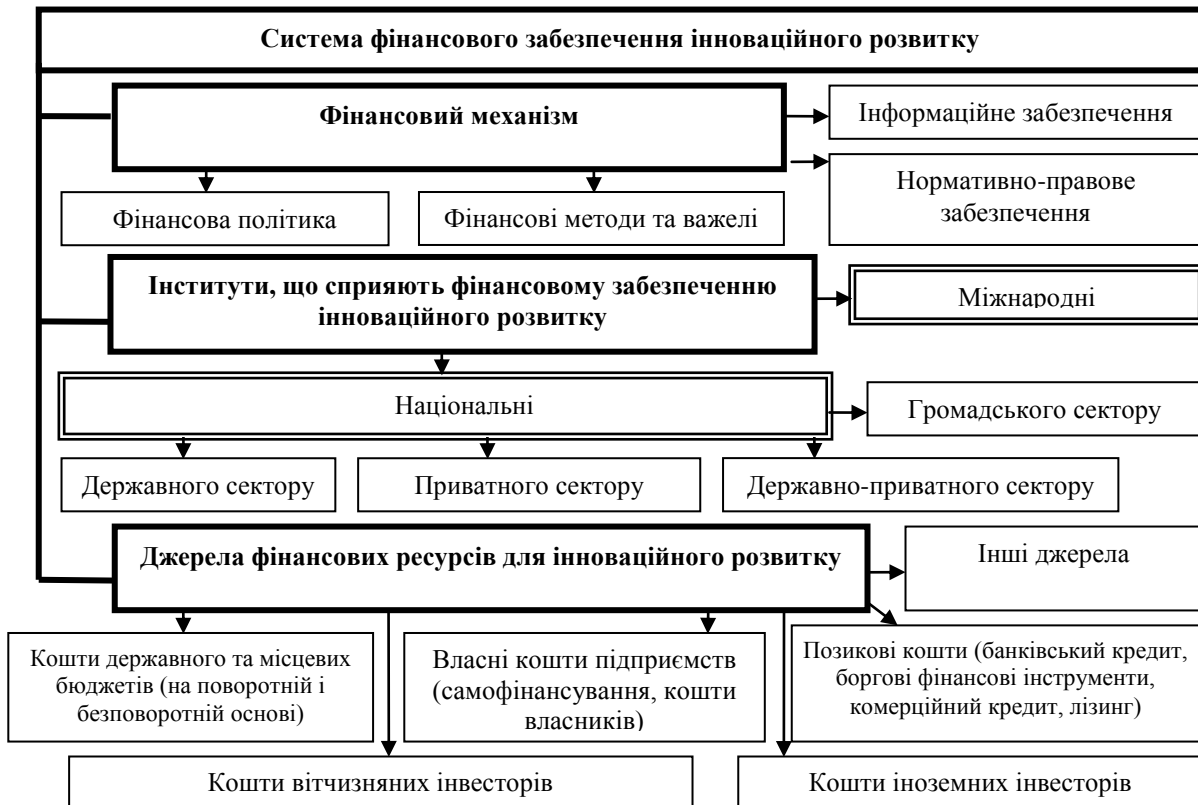 Система фінансового забезпечення інноваційного розвитку
Фінансовий механізм
Інформаційне забезпечення
Нормативно-правове
забезпечення
Фінансова політика
Фінансові методи та важелі
Інститути, що сприяють фінансовому забезпеченню
інноваційного розвитку
Міжнародні
Національні
Громадського сектору
Державного сектору
Приватного сектору
Державно-приватного сектору
Джерела фінансових ресурсів для інноваційного розвитку
Інші джерела
Кошти державного та місцевих
бюджетів (на поворотній і
безповоротній основі)
Власні кошти підприємств
(самофінансування, кошти
власників)
Позикові кошти (банківський кредит,
боргові фінансові інструменти,
комерційний кредит, лізинг)
Кошти вітчизняних інвесторів
Кошти іноземних інвесторів